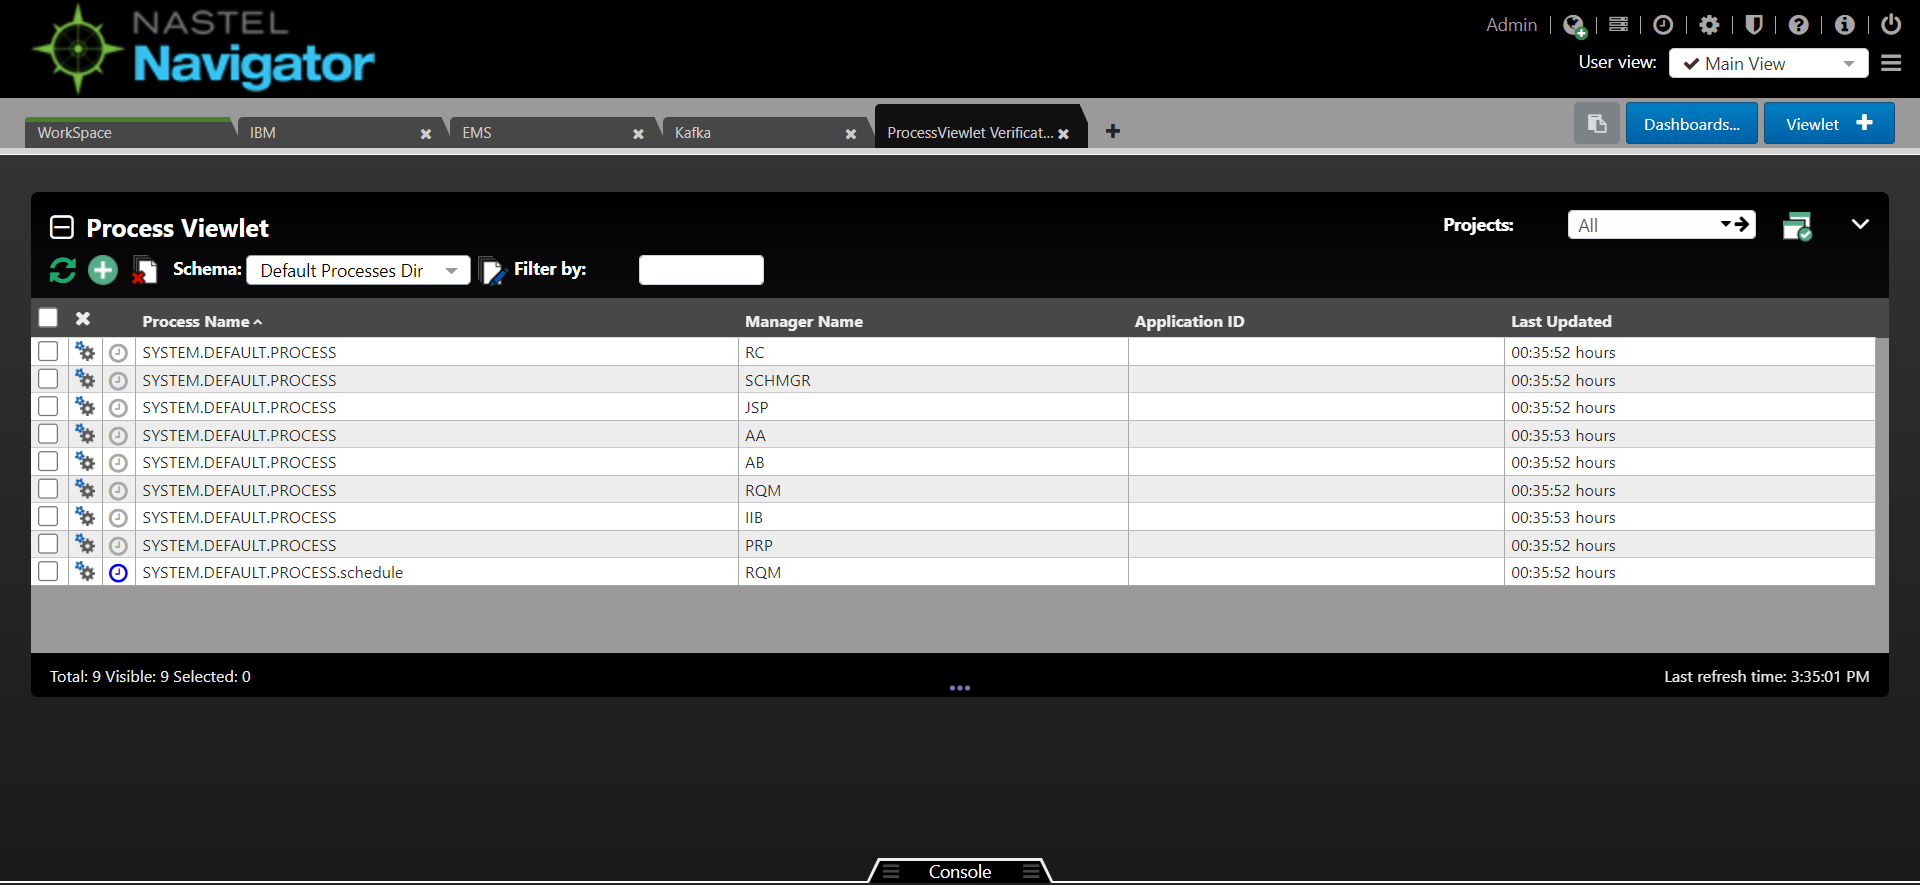 NASTEL
Navigator
Admin
User view: Main View
WorkSpace IBM EMS Kafka ProcessViewlet Verificat... Dashboards... Viewlet
Process Viewlet Projects: All
Schema: Default Processes Dir Filter by:
Process Name Manager Name Application ID Last Updated
SYSTEM.DEFAULT.PROCESS RC 00:35:52 hours
SYSTEM.DEFAULT.PROCESS SCHMGR 00:35:52 hours
SYSTEM.DEFAULT.PROCESS JSP 00:35:52 hours
SYSTEM.DEFAULT.PROCESS AA 00:35:53 hours
SYSTEM.DEFAULT.PROCESS AB 00:35:52 hours
SYSTEM.DEFAULT.PROCESS RQM 00:35:52 hours
SYSTEM.DEFAULT.PROCESS IIB 00:35:53 hours
SYSTEM.DEFAULT.PROCESS PRP 00:35:52 hours
SYSTEM.DEFAULT.PROCESS.schedule RQM 00:35:52 hours
Total: 9 Visible: 9 Selected: 0 Last refresh time: 3:35:01 PM
Console